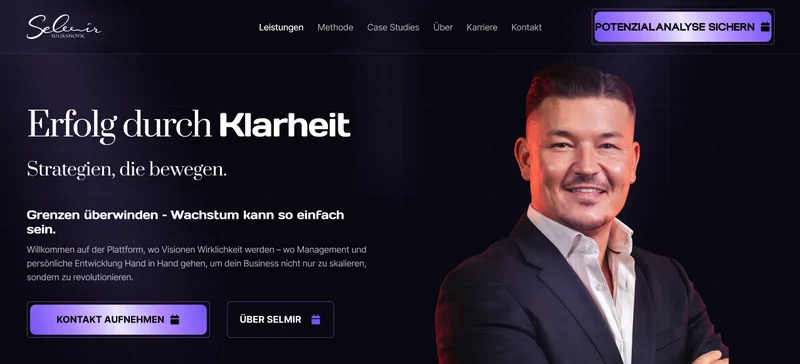 Selmir
SULJKANOVIC
Leistungen
Methode
Case Studies
Über
Karriere
Kontakt
POTENZIALANALYSE SICHERN
Erfolg durch Klarheit
Strategien, die bewegen.
Grenzen überwinden - Wachstum kann so einfach
sein.
Willkommen auf der Plattform, wo Visionen Wirklichkeit werden – wo Management und
persönliche Entwicklung Hand in Hand gehen, um dein Business nicht nur zu skalieren,
sondern zu revolutionieren.
KONTAKT AUFNEHMEN
ÜBER SELMIR